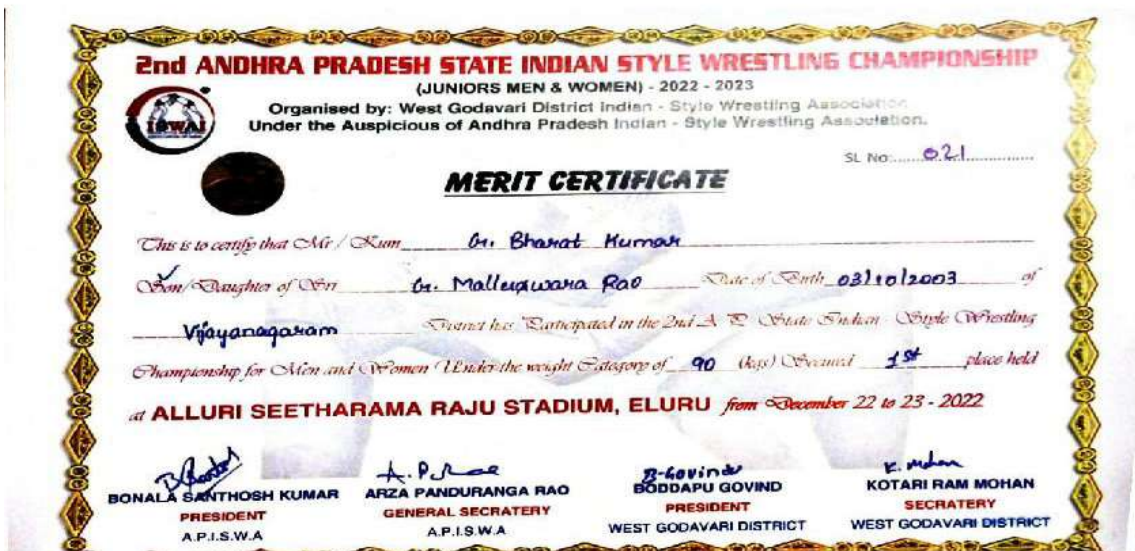 2nd ANDHRA PRADESH STATE INDIAN STYLE WRESTLING CHAMPIONSHIP
(JUNIORS MEN & WOMEN) - 2022 - 2023
Organised by: West Godavari District Indian - Style Wrestling Association.
Under the Auspicious of Andhra Pradesh Indian - Style Wrestling Association.
ISWAI
SL No:......021..............
MERIT CERTIFICATE
This is to certify that Mr / Kum G. Bharat Kumar
Son/Daughter of Sri G. Malleswara Rao Date of Birth 03/10/2003 of
Vijayanagaram District has Participated in the 2nd A. P. State Indian - Style Wrestling
Championship for Men and Women Under the weight Category of 90 (kgs) Secured 1st place held
at ALLURI SEETHARAMA RAJU STADIUM, ELURU from December 22 to 23 - 2022
A. P. Rao B. Govindu K. Mohan
BONALA SANTHOSH KUMAR ARZA PANDURANGA RAO BODDAPU GOVIND KOTARI RAM MOHAN
PRESIDENT GENERAL SECRATERY PRESIDENT SECRATERY
A.P.I.S.W.A A.P.I.S.W.A WEST GODAVARI DISTRICT WEST GODAVARI DISTRICT